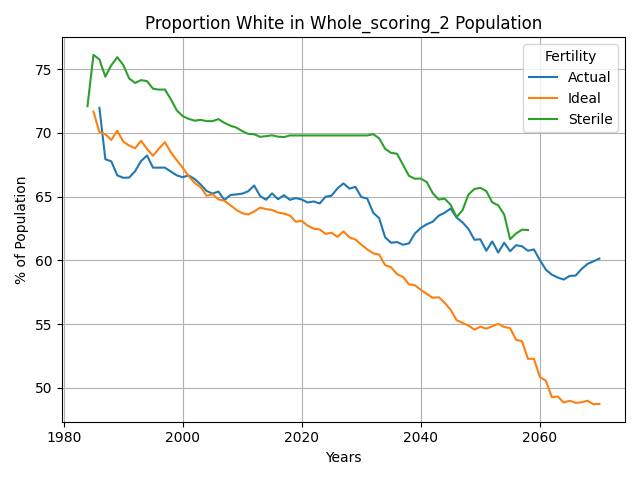 Proportion White in Whole_scoring_2 Population
Fertility
Actual
Ideal
Sterile
% of Population
75
70
65
60
55
50
1980
2000
2020
2040
2060
Years